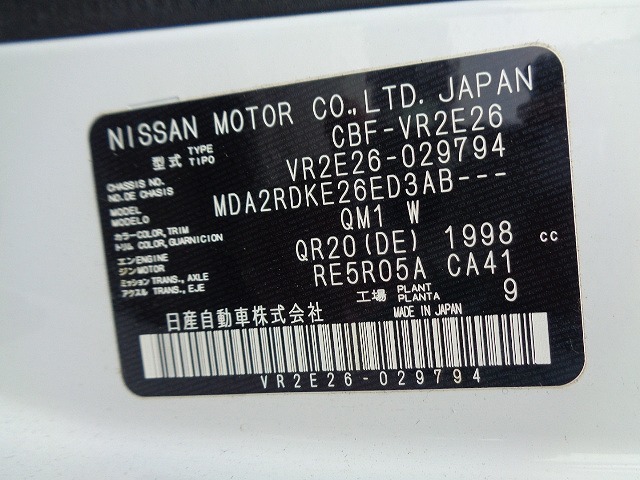 NISSAN MOTOR CO.,LTD. JAPAN
型式 TYPE TIPO CBF-VR2E26
CHASSIS NO. NO.DE CHASIS VR2E26-029794
MODEL MODELO MDA2RDKE26ED3AB---
カラー COLOR,TRIM トリム COLOR,GUARNICION QM1 W
エンジン ENGINE MOTOR QR20(DE) 1998 cc
ミッション TRANS., AXLE アクスル TRANS., EJE RE5R05A CA41
工場 PLANT PLANTA 9
日産自動車株式会社 MADE IN JAPAN
VR2E26-029794